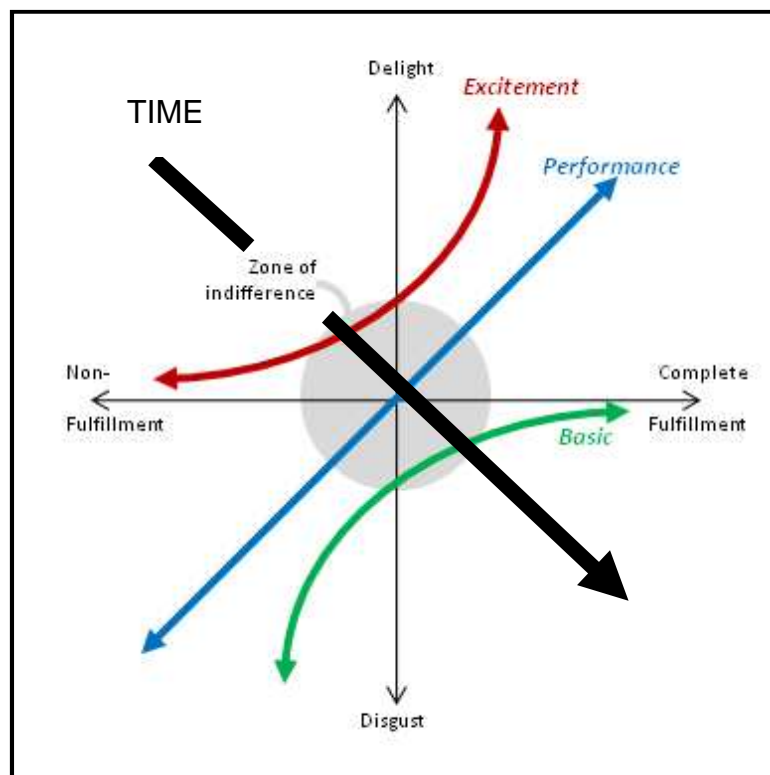 Delight
Excitement
TIME
Performance
Zone of
indifference
Non-
Fulfillment
Complete
Fulfillment
Basic
Disgust